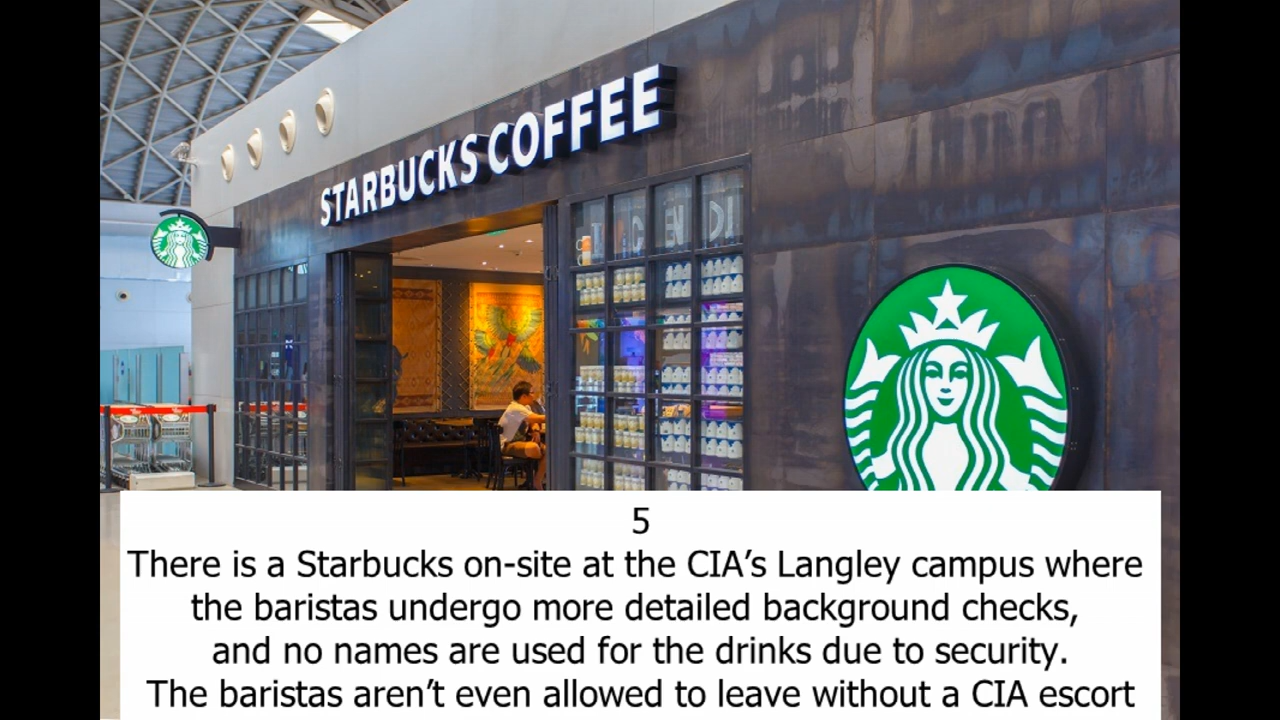 STARBUCKS COFFEE
5
There is a Starbucks on-site at the CIA’s Langley campus where
the baristas undergo more detailed background checks,
and no names are used for the drinks due to security.
The baristas aren’t even allowed to leave without a CIA escort